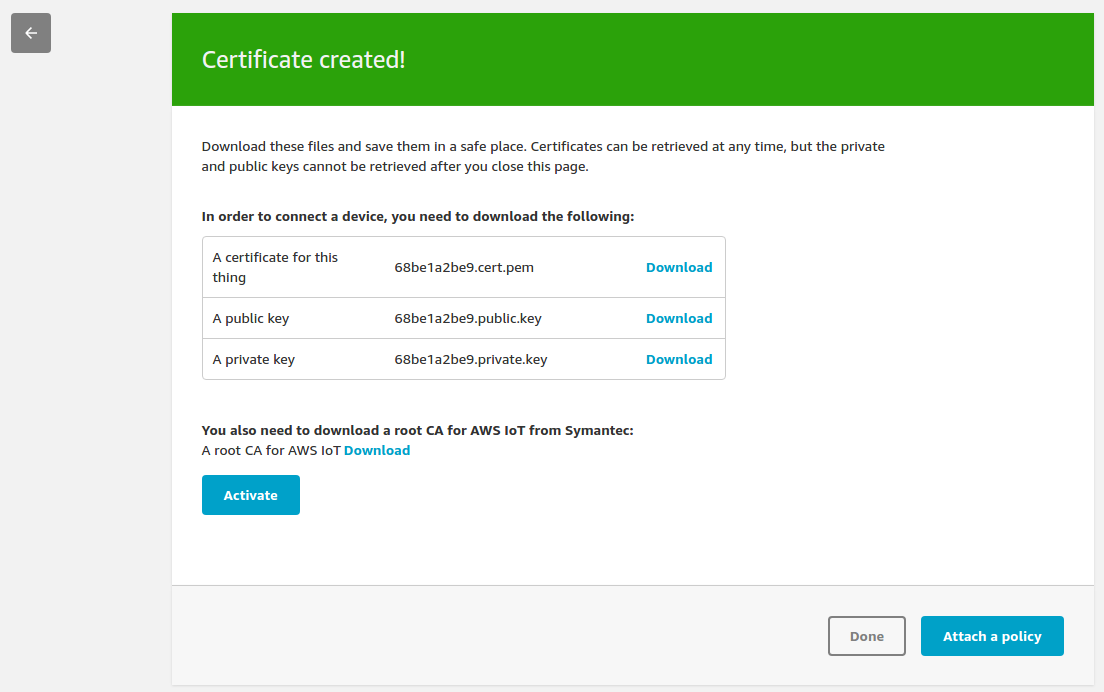 Certificate created!
Download these files and save them in a safe place. Certificates can be retrieved at any time, but the private
and public keys cannot be retrieved after you close this page.
In order to connect a device, you need to download the following:
A certificate for this
thing
68be1a2be9.cert.pem
Download
A public key
68be1a2be9.public.key
Download
A private key
68be1a2be9.private.key
Download
You also need to download a root CA for AWS IoT from Symantec:
A root CA for AWS IoT Download
Activate
Done
Attach a policy